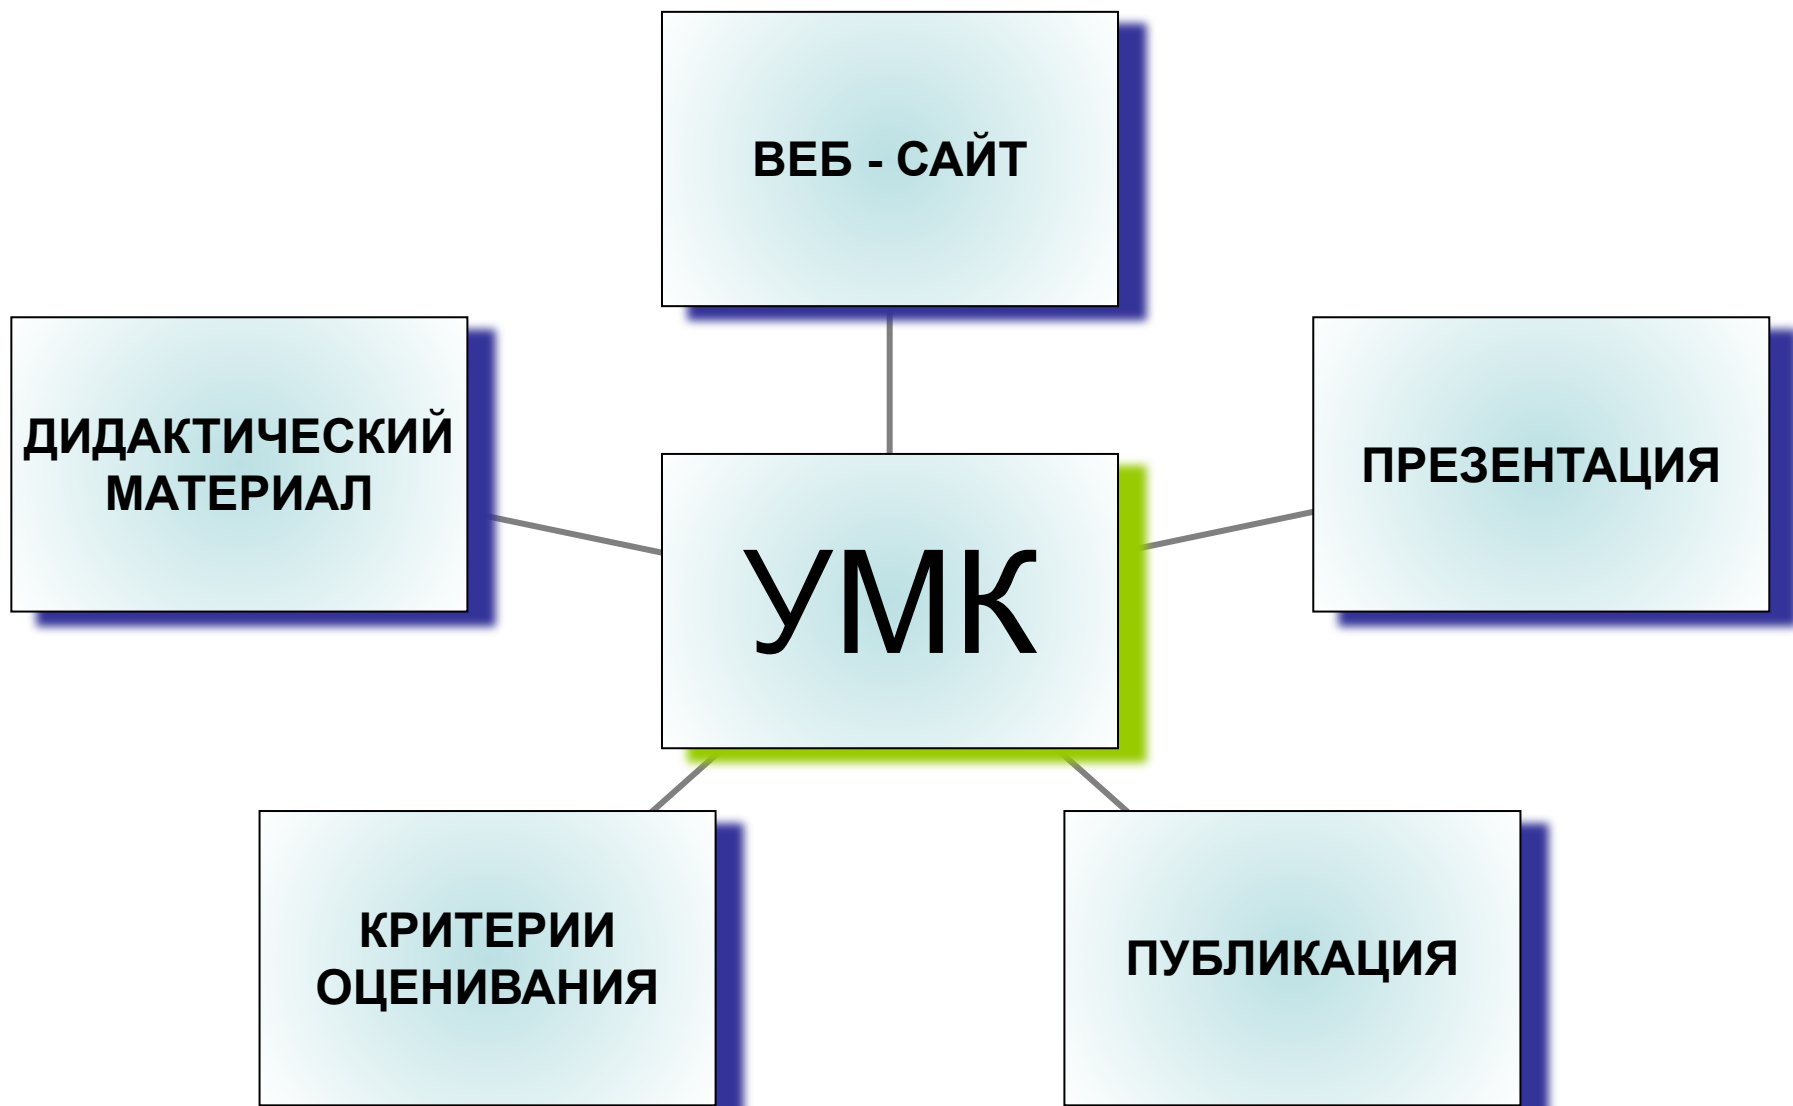 ВЕБ - САЙТ
ДИДАКТИЧЕСКИЙ
МАТЕРИАЛ
ПРЕЗЕНТАЦИЯ
УМК
КРИТЕРИИ
ОЦЕНИВАНИЯ
ПУБЛИКАЦИЯ